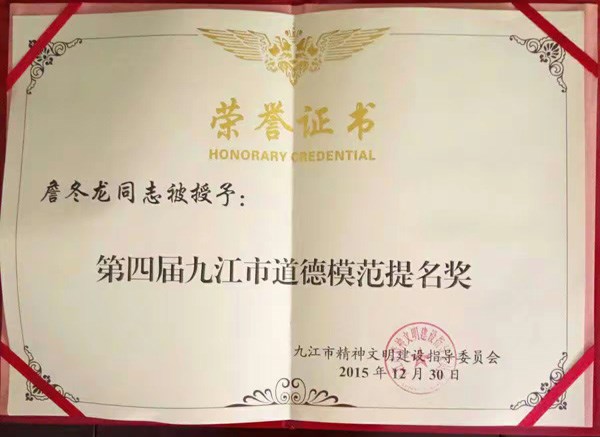 荣誉证书
HONORARY CREDENTIAL
詹冬龙同志被授予：
第四届九江市道德模范提名奖
九江市精神文明建设指导委员会
2015年12月30日